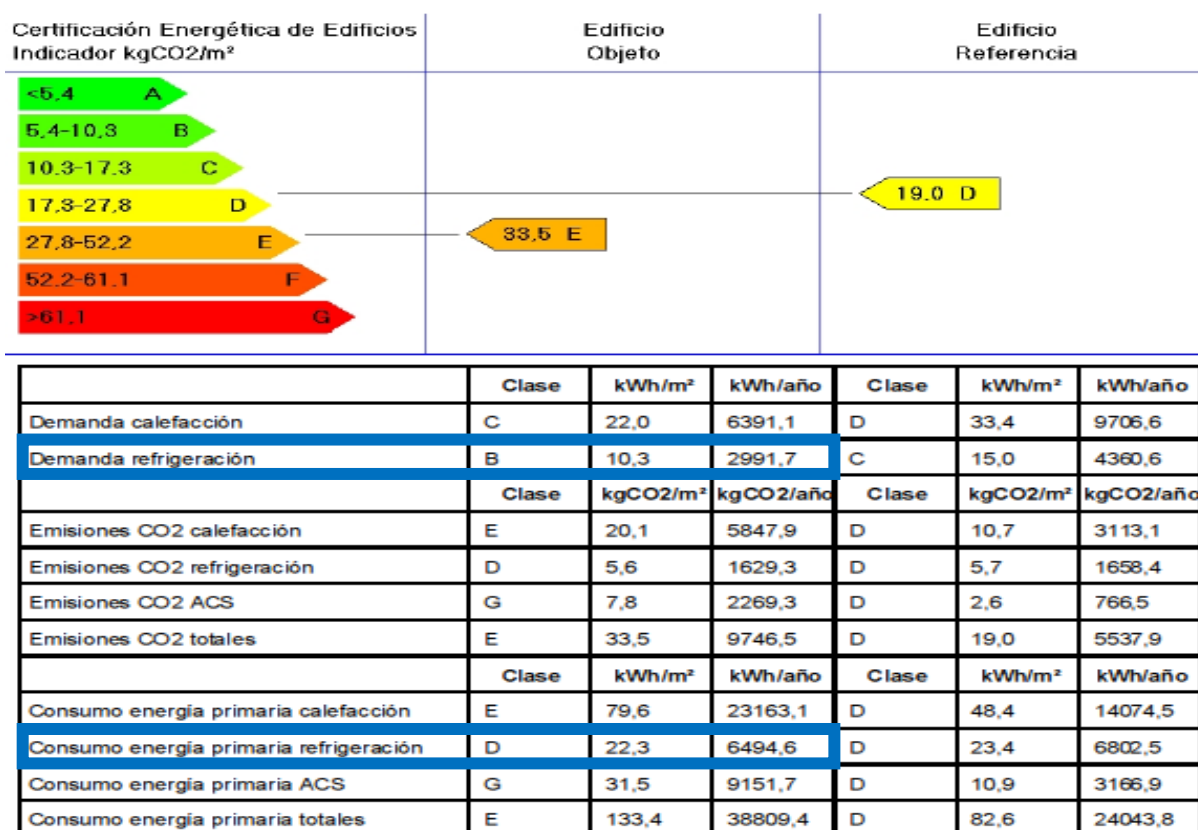 Certificación Energética de Edificios Edificio Edificio
Indicador kgCO2/m² Objeto Referencia
<5,4 A
5,4-10,3 B
10.3-17.3 C
17,3-27,8 D 19.0 D
27,8-52,2 E 33,5 E
52.2-61.1 F
>61,1 G
Clase kWh/m² kWh/año Clase kWh/m² kWh/año
Demanda calefacción C 22,0 6391,1 D 33,4 9706,6
Demanda refrigeración B 10,3 2991,7 C 15,0 4360,6
Clase kgCO2/m² kgCO2/año Clase kgCO2/m² kgCO2/año
Emisiones CO2 calefacción E 20,1 5847,9 D 10,7 3113,1
Emisiones CO2 refrigeración D 5,6 1629,3 D 5,7 1658,4
Emisiones CO2 ACS G 7,8 2269,3 D 2,6 766,5
Emisiones CO2 totales E 33,5 9746,5 D 19,0 5537,9
Clase kWh/m² kWh/año Clase kWh/m² kWh/año
Consumo energía primaria calefacción E 79,6 23163,1 D 48,4 14074,5
Consumo energía primaria refrigeración D 22,3 6494,6 D 23,4 6802,5
Consumo energía primaria ACS G 31,5 9151,7 D 10,9 3166,9
Consumo energía primaria totales E 133,4 38809,4 D 82,6 24043,8